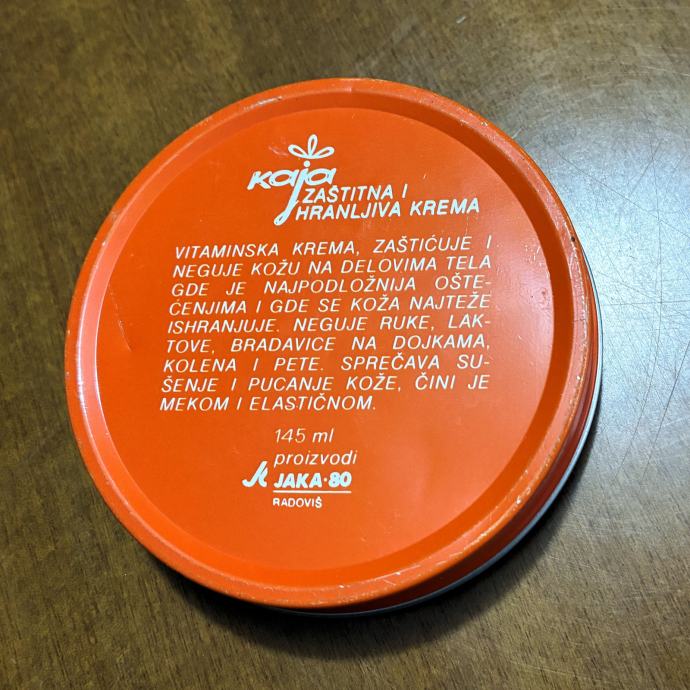 kaja
ZAŠTITNA I
HRANLJIVA KREMA
VITAMINSKA KREMA, ZAŠTIĆUJE I
NEGUJE KOŽU NA DELOVIMA TELA
GDE JE NAJPODLOŽNIJA OŠTE-
ĆENJIMA I GDE SE KOŽA NAJTEŽE
ISHRANJUJE. NEGUJE RUKE, LAK-
TOVE, BRADAVICE NA DOJKAMA,
KOLENA I PETE. SPREČAVA SU-
ŠENJE I PUCANJE KOŽE, ČINI JE
MEKOM I ELASTIČNOM.
145 ml
proizvodi
JAKA·80
RADOVIŠ